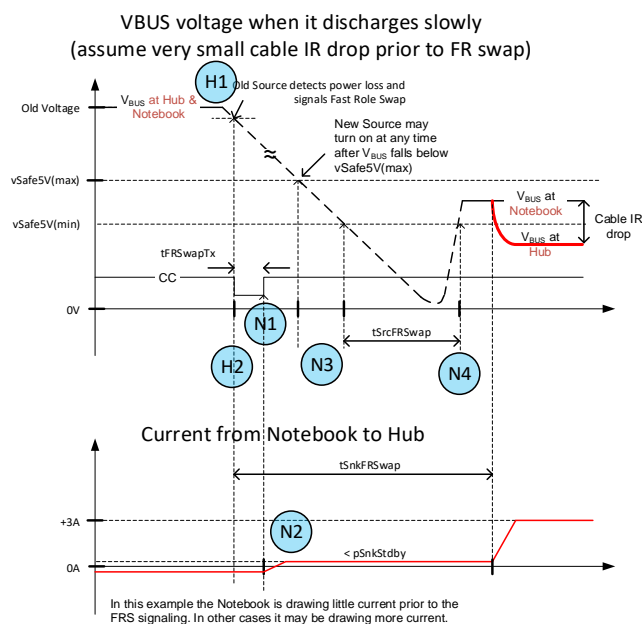 VBUS voltage when it discharges slowly
(assume very small cable IR drop prior to FR swap)
H1
Old Source detects power loss and
signals Fast Role Swap
Old Voltage
VBUS at Hub &
Notebook
New Source may
turn on at any time
after VBUS falls below
vSafe5V(max)
≈
vSafe5V(max)
VBUS at
Notebook
vSafe5V(min)
Cable IR
drop
VBUS at
Hub
tFRSwapTx
CC
0V
N1
tSrcFRSwap
H2
N3
N4
Current from Notebook to Hub
tSnkFRSwap
+3A
N2
< pSnkStdby
0A
In this example the Notebook is drawing little current prior to the
FRS signaling. In other cases it may be drawing more current.